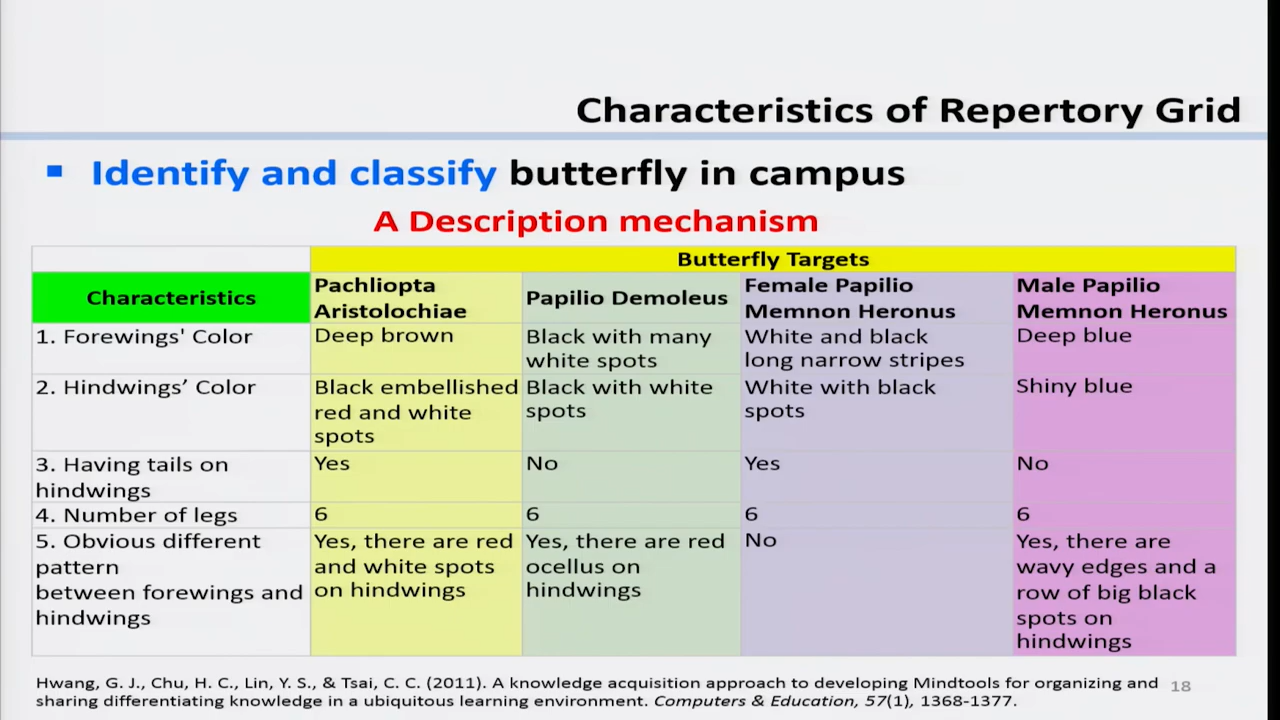 Characteristics of Repertory Grid
▪ Identify and classify butterfly in campus
A Description mechanism
Butterfly Targets
Characteristics
Pachliopta
Aristolochiae
Papilio Demoleus
Female Papilio
Memnon Heronus
Male Papilio
Memnon Heronus
1. Forewings' Color
Deep brown
Black with many
white spots
White and black
long narrow stripes
Deep blue
2. Hindwings’ Color
Black embellished
red and white
spots
Black with white
spots
White with black
spots
Shiny blue
3. Having tails on
hindwings
Yes
No
Yes
No
4. Number of legs
6
6
6
6
5. Obvious different
pattern
between forewings and
hindwings
Yes, there are red
and white spots
on hindwings
Yes, there are red
ocellus on
hindwings
No
Yes, there are
wavy edges and a
row of big black
spots on
hindwings
Hwang, G. J., Chu, H. C., Lin, Y. S., & Tsai, C. C. (2011). A knowledge acquisition approach to developing Mindtools for organizing and
sharing differentiating knowledge in a ubiquitous learning environment. Computers & Education, 57(1), 1368-1377.
18